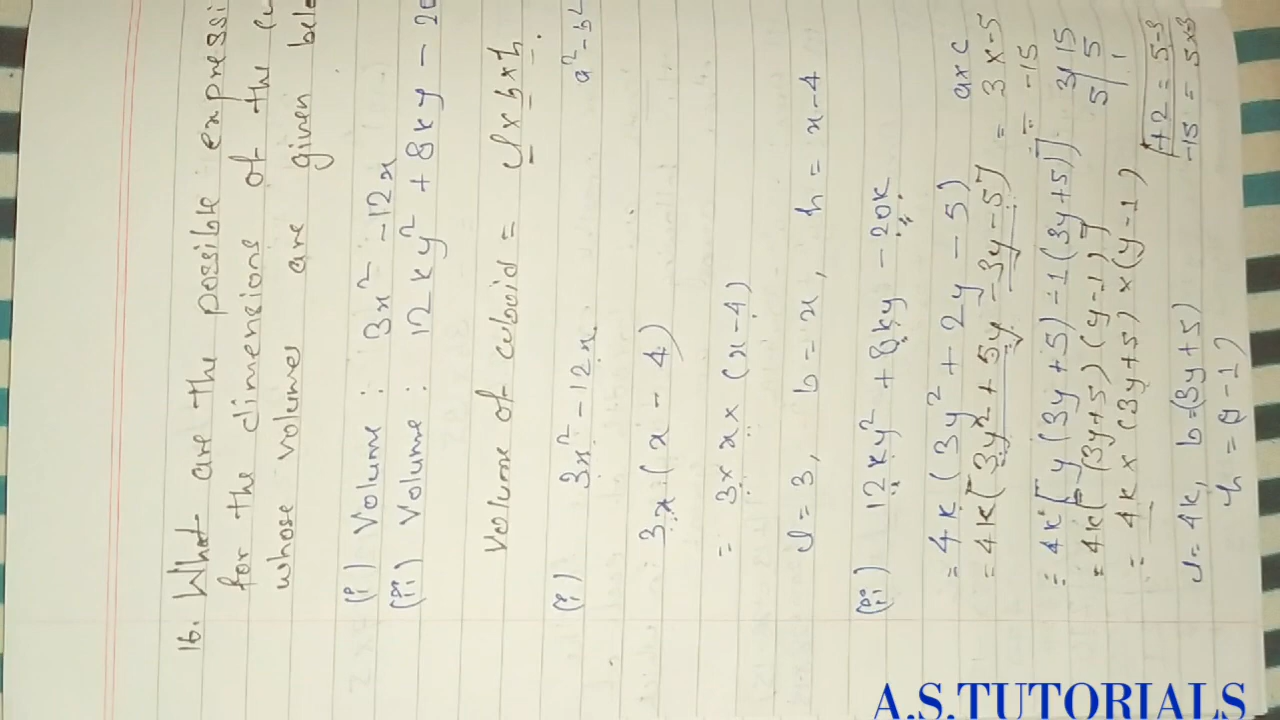 16. What are the possible expressi
for the dimensions of the cu
whose volumes are given bel
(i) Volume : 3x² - 12x
(ii) Volume : 12ky² + 8ky - 20
Volume of cuboid = l x b x h.
(i) 3x² - 12x a² - b²
3x (x - 4)
= 3 x x x (x - 4)
l = 3, b = x, h = x - 4
(ii) 12ky² + 8ky - 20k
= 4k (3y² + 2y - 5) a x c
= 4k [3y² + 5y - 3y - 5] = 3 x -5
= -15
= 4k [y (3y + 5) - 1 (3y + 5)] 3 | 15
= 4k [(3y + 5) (y - 1)] 5 | 5
1
= 4k x (3y + 5) x (y - 1)
+2 = 5 - 3
-15 = 5 x -3
l = 4k, b = (3y + 5)
h = (y - 1)
A.S.TUTORIALS